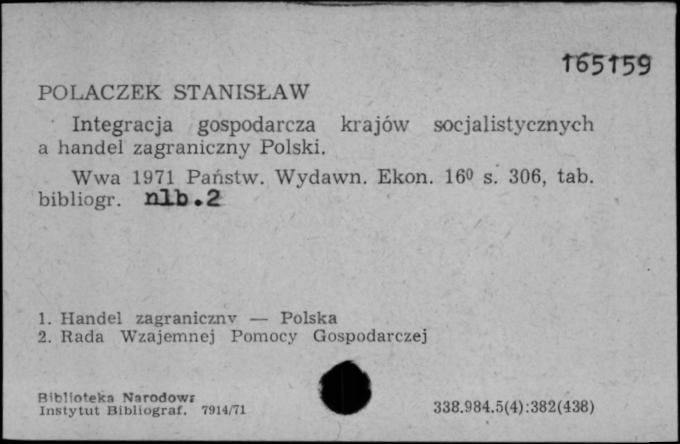 165159
POLACZEK STANISŁAW
Integracja gospodarcza krajów socjalistycznych
a handel zagraniczny Polski.
Wwa 1971 Państw. Wydawn. Ekon. 16⁰ s. 306, tab.
bibliogr. nlb.2
1. Handel zagraniczny — Polska
2. Rada Wzajemnej Pomocy Gospodarczej
Biblioteka Narodowa
Instytut Bibliograf. 7914/71
338.984.5(4):382(438)